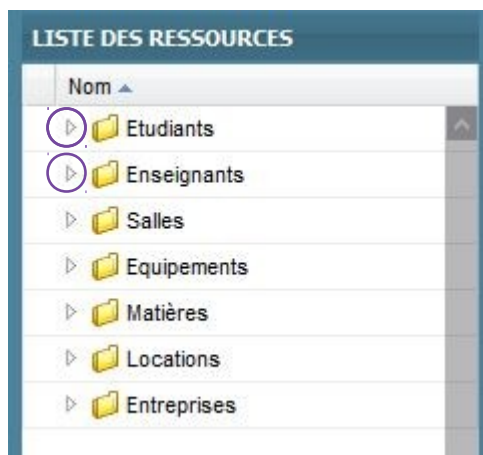 LISTE DES RESSOURCES
Nom
Etudiants
Enseignants
Salles
Equipements
Matières
Locations
Entreprises